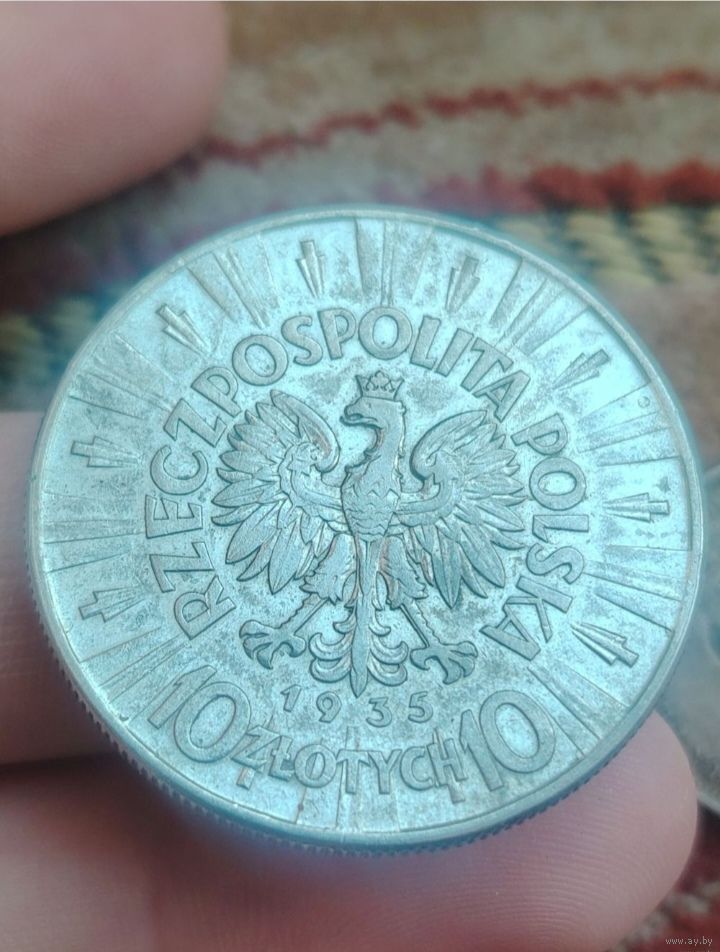 RZECZPOSPOLITA POLSKA
1935
10 ZŁOTYCH 10
www.ay.by